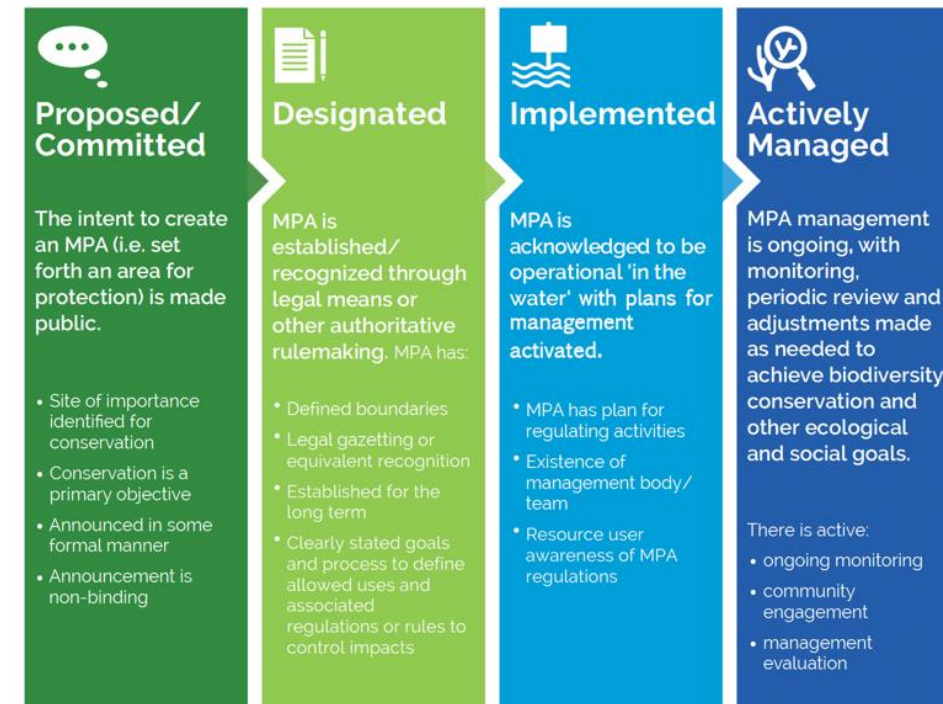 Proposed/
Committed
The intent to create
an MPA (i.e. set
forth an area for
protection) is made
public.
• Site of importance
identified for
conservation
• Conservation is a
primary objective
• Announced in some
formal manner
• Announcement is
non-binding
Designated
MPA is
established/
recognized through
legal means or
other authoritative
rulemaking. MPA has:
• Defined boundaries
• Legal gazetting or
equivalent recognition
• Established for the
long term
• Clearly stated goals
and process to define
allowed uses and
associated
regulations or rules to
control impacts
Implemented
MPA is
acknowledged to be
operational 'in the
water' with plans for
management
activated.
• MPA has plan for
regulating activities
• Existence of
management body/
team
• Resource user
awareness of MPA
regulations
Actively
Managed
MPA management
is ongoing, with
monitoring,
periodic review and
adjustments made
as needed to
achieve biodiversity
conservation and
other ecological
and social goals.
There is active:
• ongoing monitoring
• community
engagement
• management
evaluation